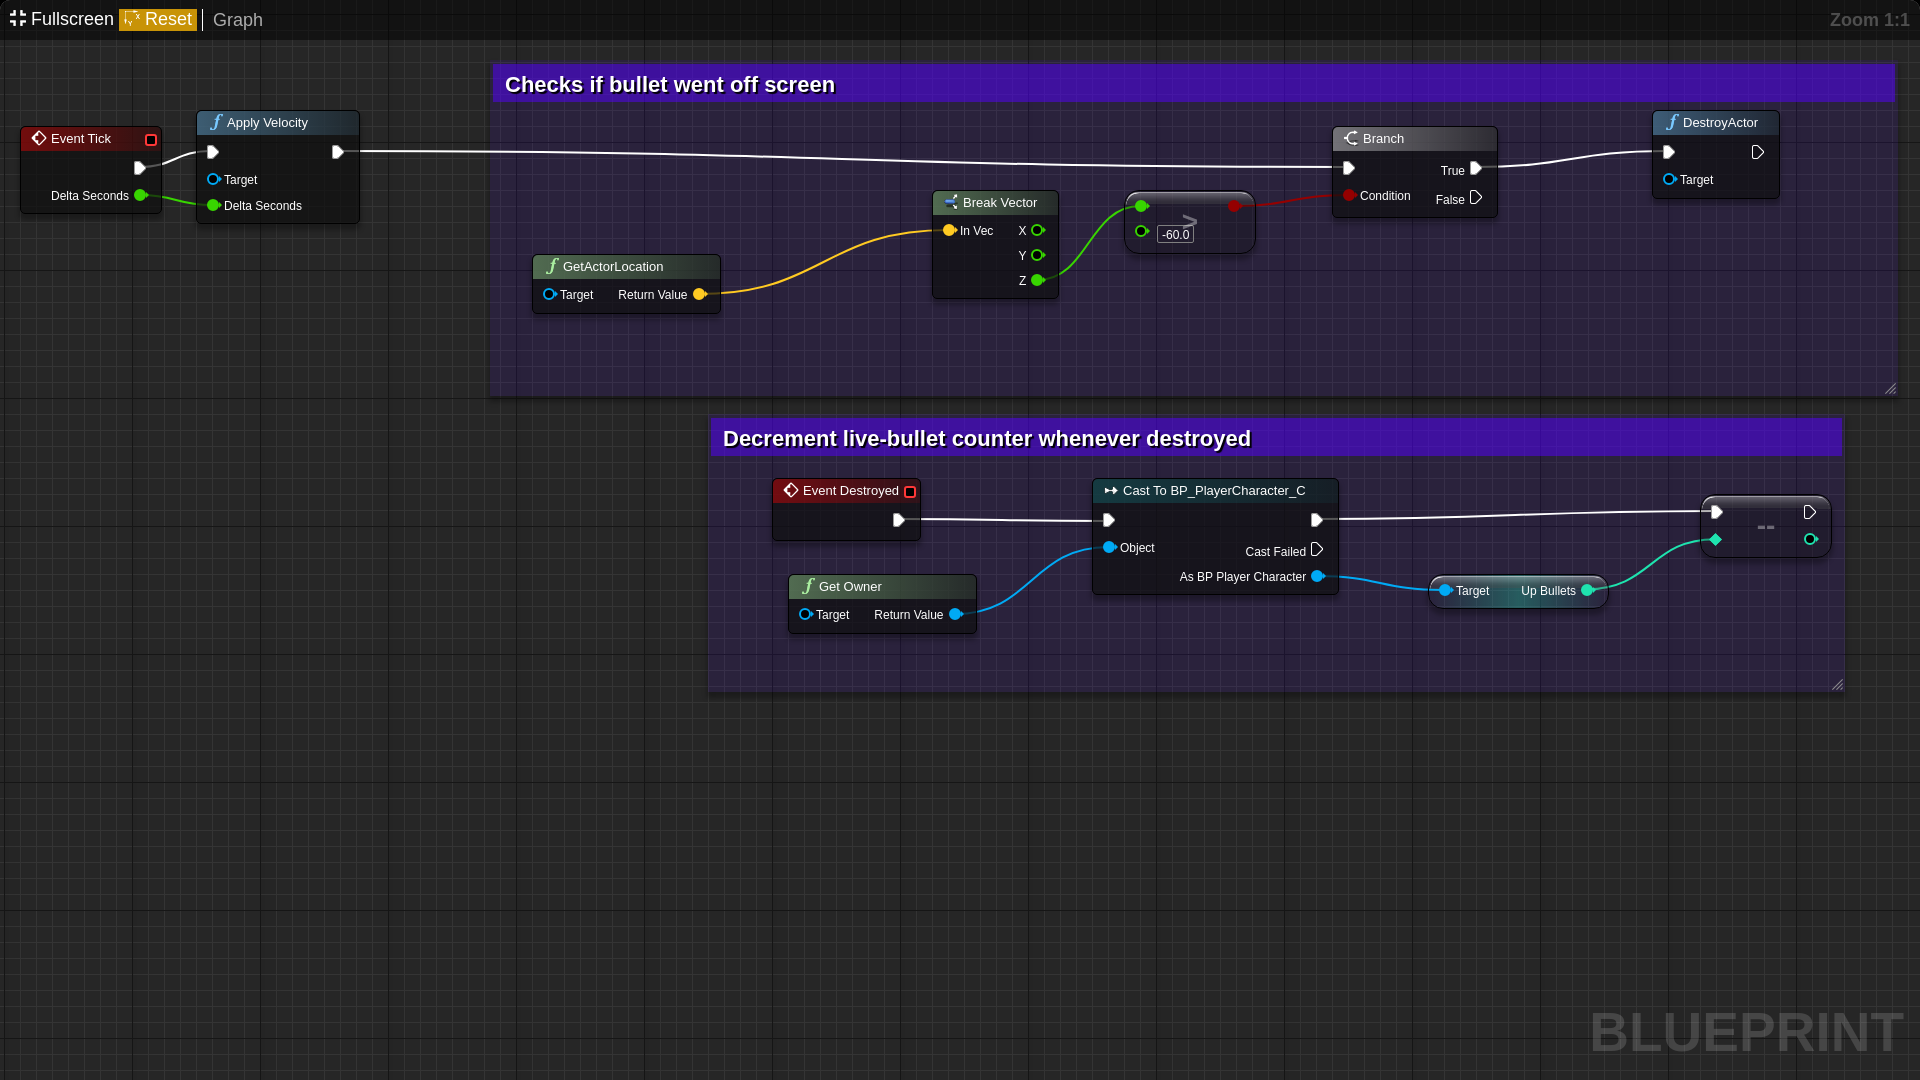 Fullscreen Reset Graph Zoom 1:1
Checks if bullet went off screen
Event Tick
Delta Seconds
Apply Velocity
Target
Delta Seconds
GetActorLocation
Target Return Value
Break Vector
In Vec X
Y
Z
>
-60.0
Branch
True
Condition
False
DestroyActor
Target
Decrement live-bullet counter whenever destroyed
Event Destroyed
Get Owner
Target Return Value
Cast To BP_PlayerCharacter_C
Object
Cast Failed
As BP Player Character
Target Up Bullets
--
BLUEPRINT